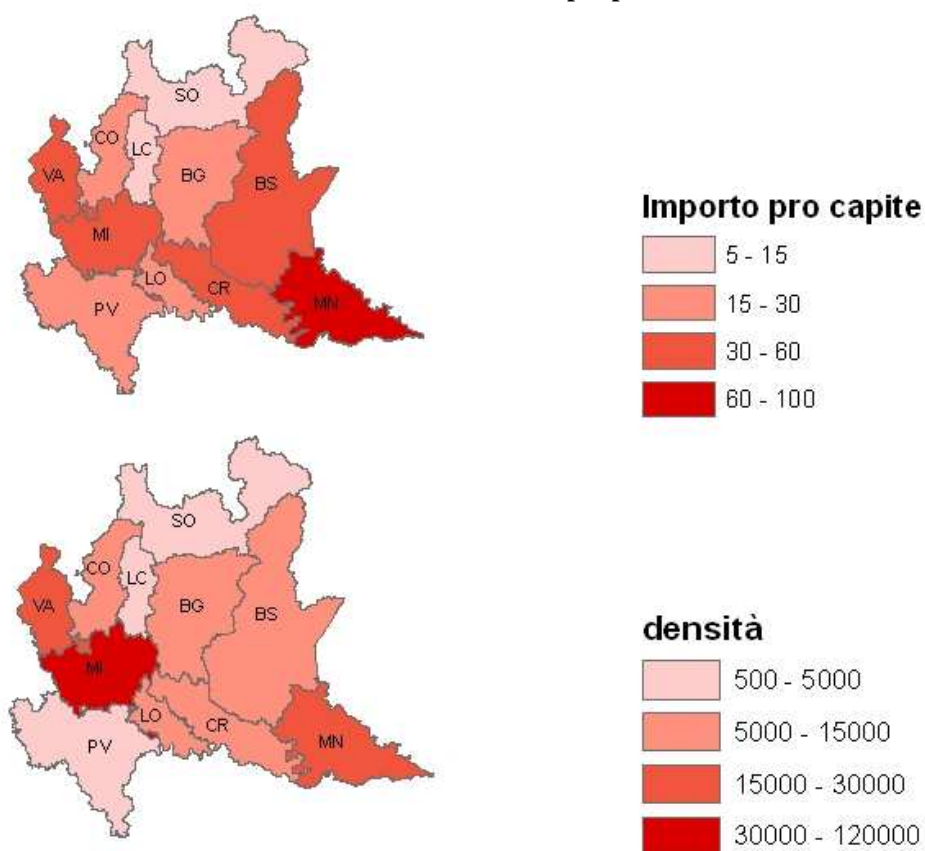 SO
CO
LC
VA
BG
BS
MI
LO
CR
MN
PV
Importo pro capite
5 - 15
15 - 30
30 - 60
60 - 100
SO
CO
LC
VA
BG
BS
MI
LO
CR
MN
PV
densità
500 - 5000
5000 - 15000
15000 - 30000
30000 - 120000